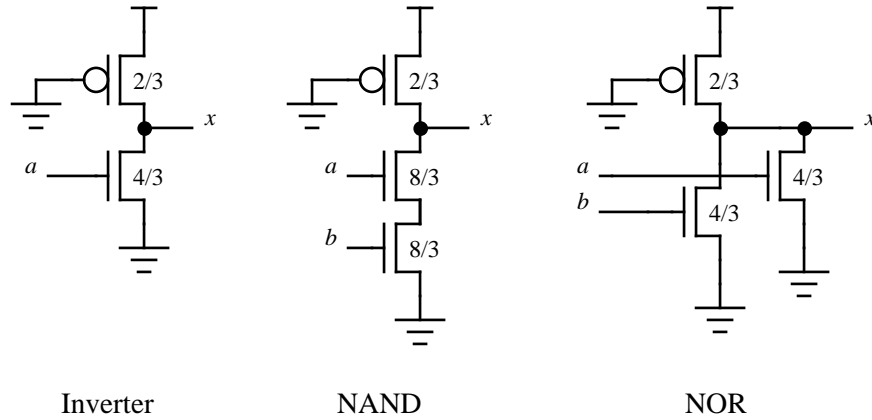 2/3 2/3 2/3
x x x
a a a
4/3 8/3 4/3
b b 4/3
8/3
Inverter NAND NOR